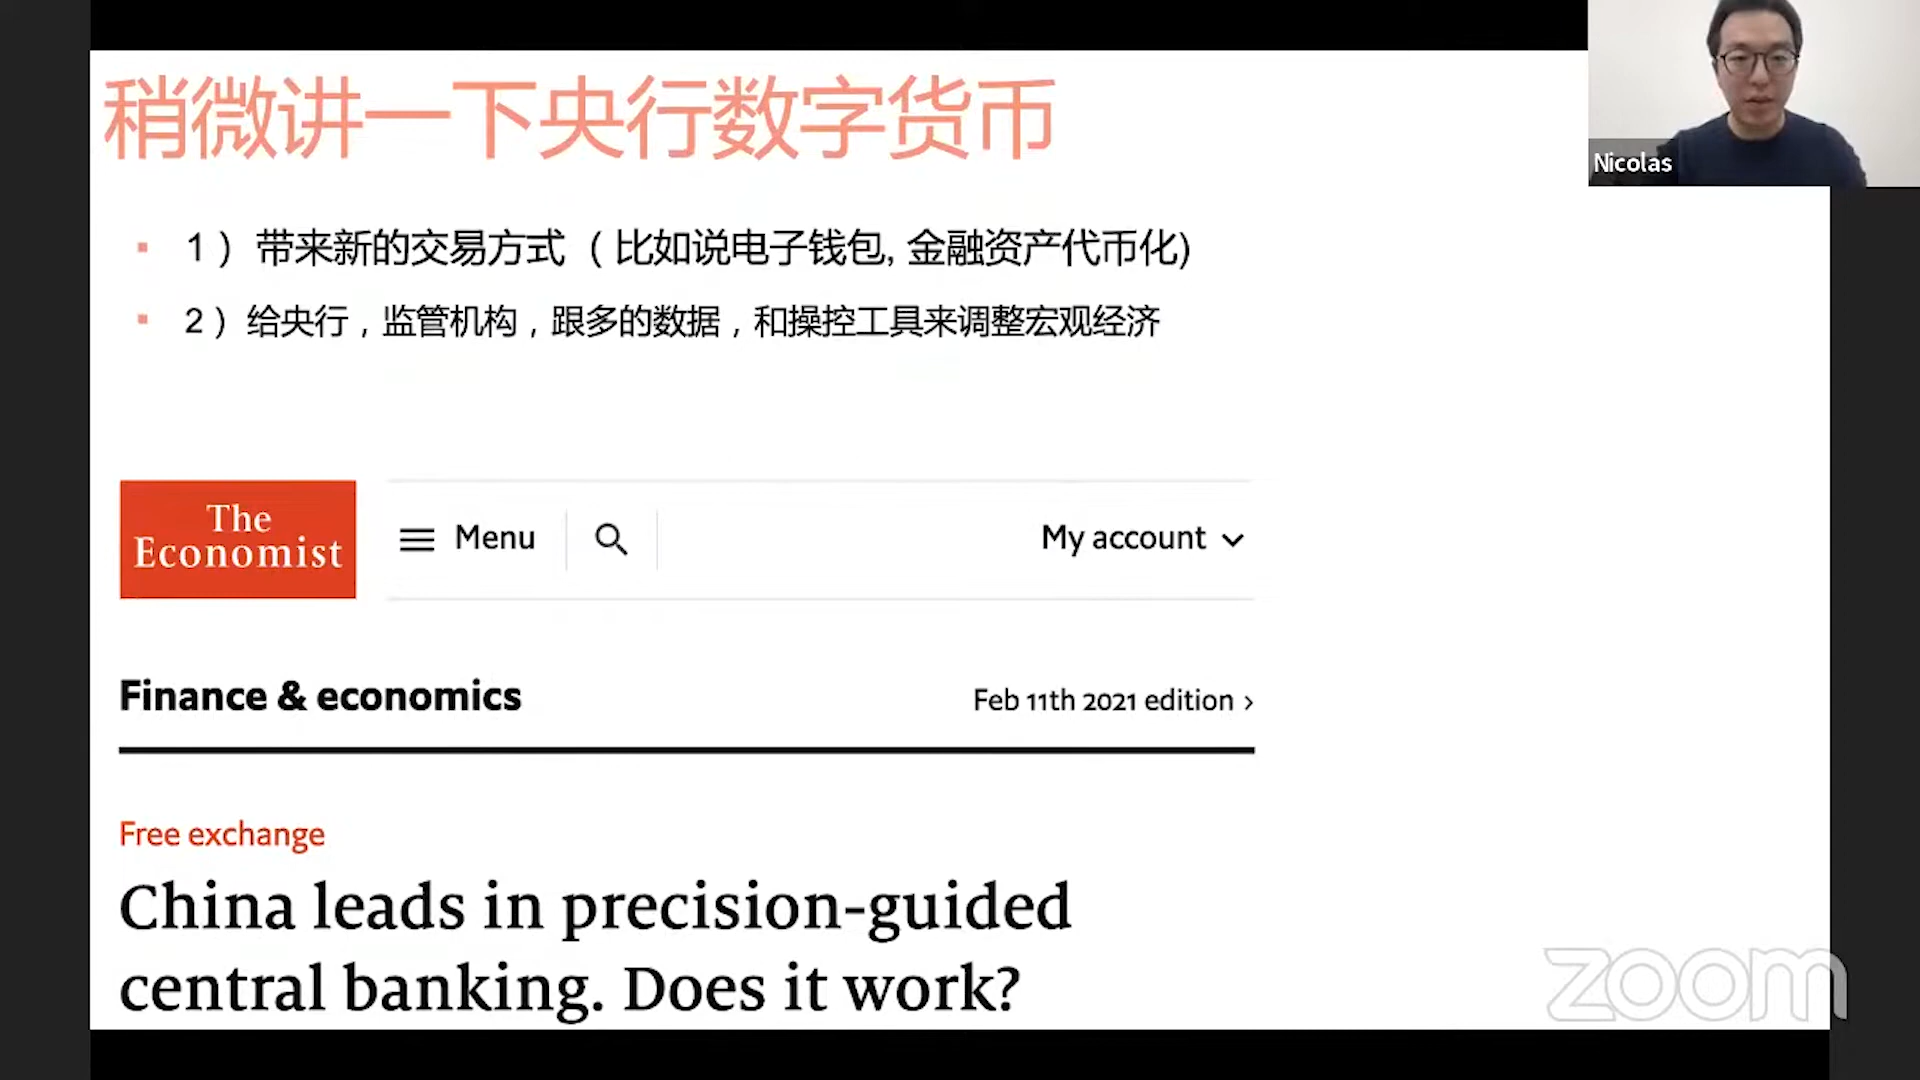 稍微讲一下央行数字货币
Nicolas
1） 带来新的交易方式（比如说电子钱包, 金融资产代币化)
2） 给央行，监管机构，跟多的数据，和操控工具来调整宏观经济
The
Economist
Menu
My account
Finance & economics
Feb 11th 2021 edition ›
Free exchange
China leads in precision-guided
central banking. Does it work?
zoom